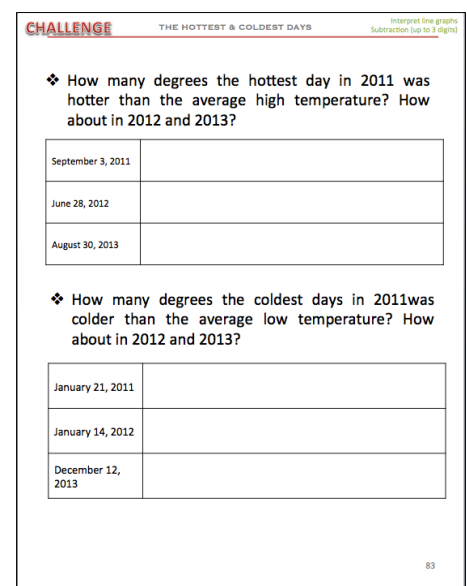 CHALLENGE
THE HOTTEST & COLDEST DAYS
Interpret line graphs
Subtraction (up to 3 digits)
❖ How many degrees the hottest day in 2011 was
hotter than the average high temperature? How
about in 2012 and 2013?
September 3, 2011
June 28, 2012
August 30, 2013
❖ How many degrees the coldest days in 2011was
colder than the average low temperature? How
about in 2012 and 2013?
January 21, 2011
January 14, 2012
December 12,
2013
83